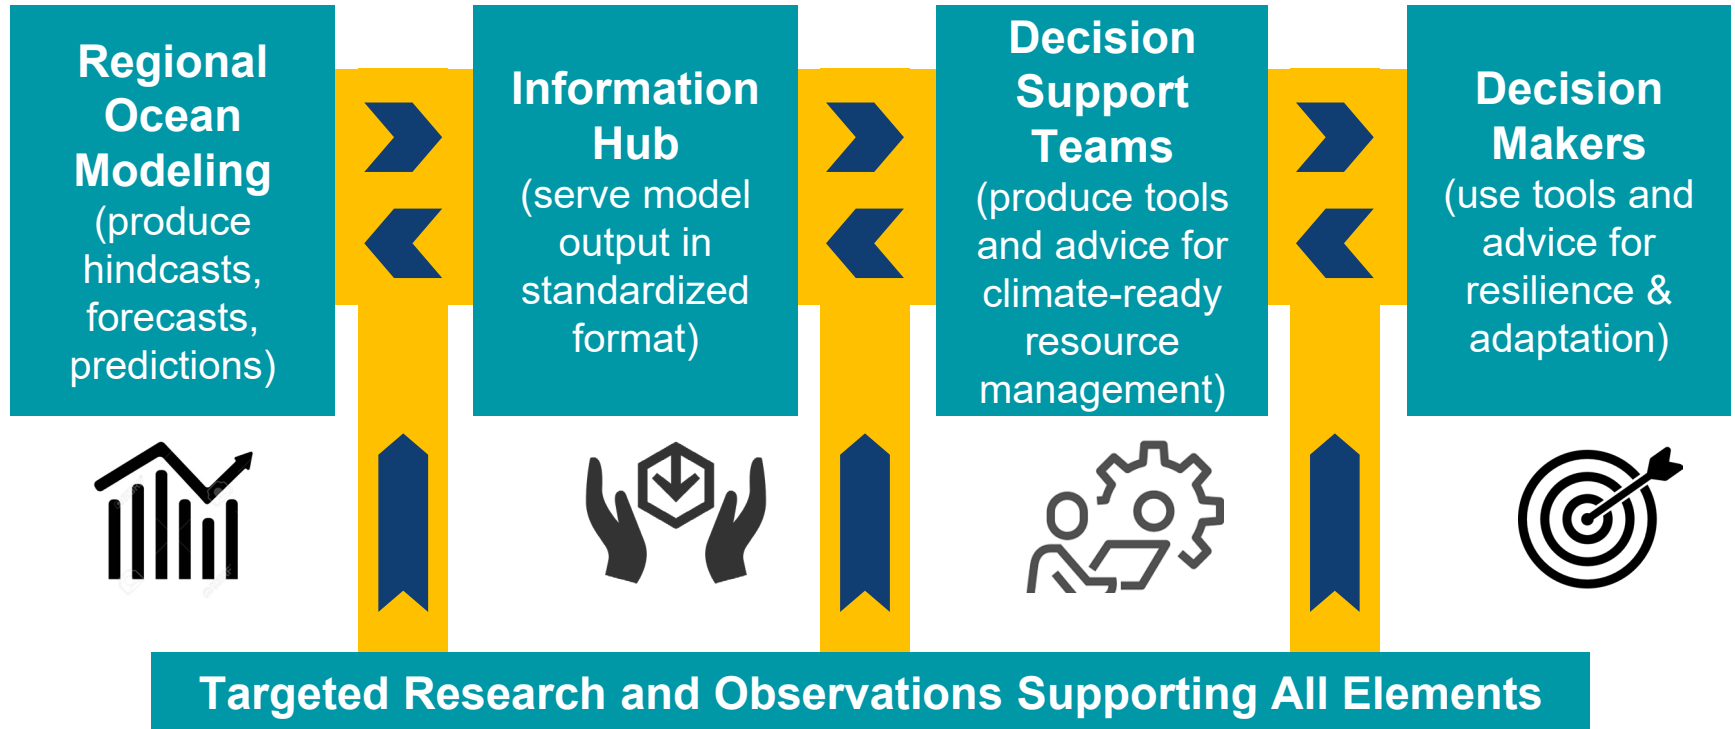 Regional
Ocean
Modeling
(produce
hindcasts,
forecasts,
predictions)
Information
Hub
(serve model
output in
standardized
format)
Decision
Support
Teams
(produce tools
and advice for
climate-ready
resource
management)
Decision
Makers
(use tools and
advice for
resilience &
adaptation)
Targeted Research and Observations Supporting All Elements